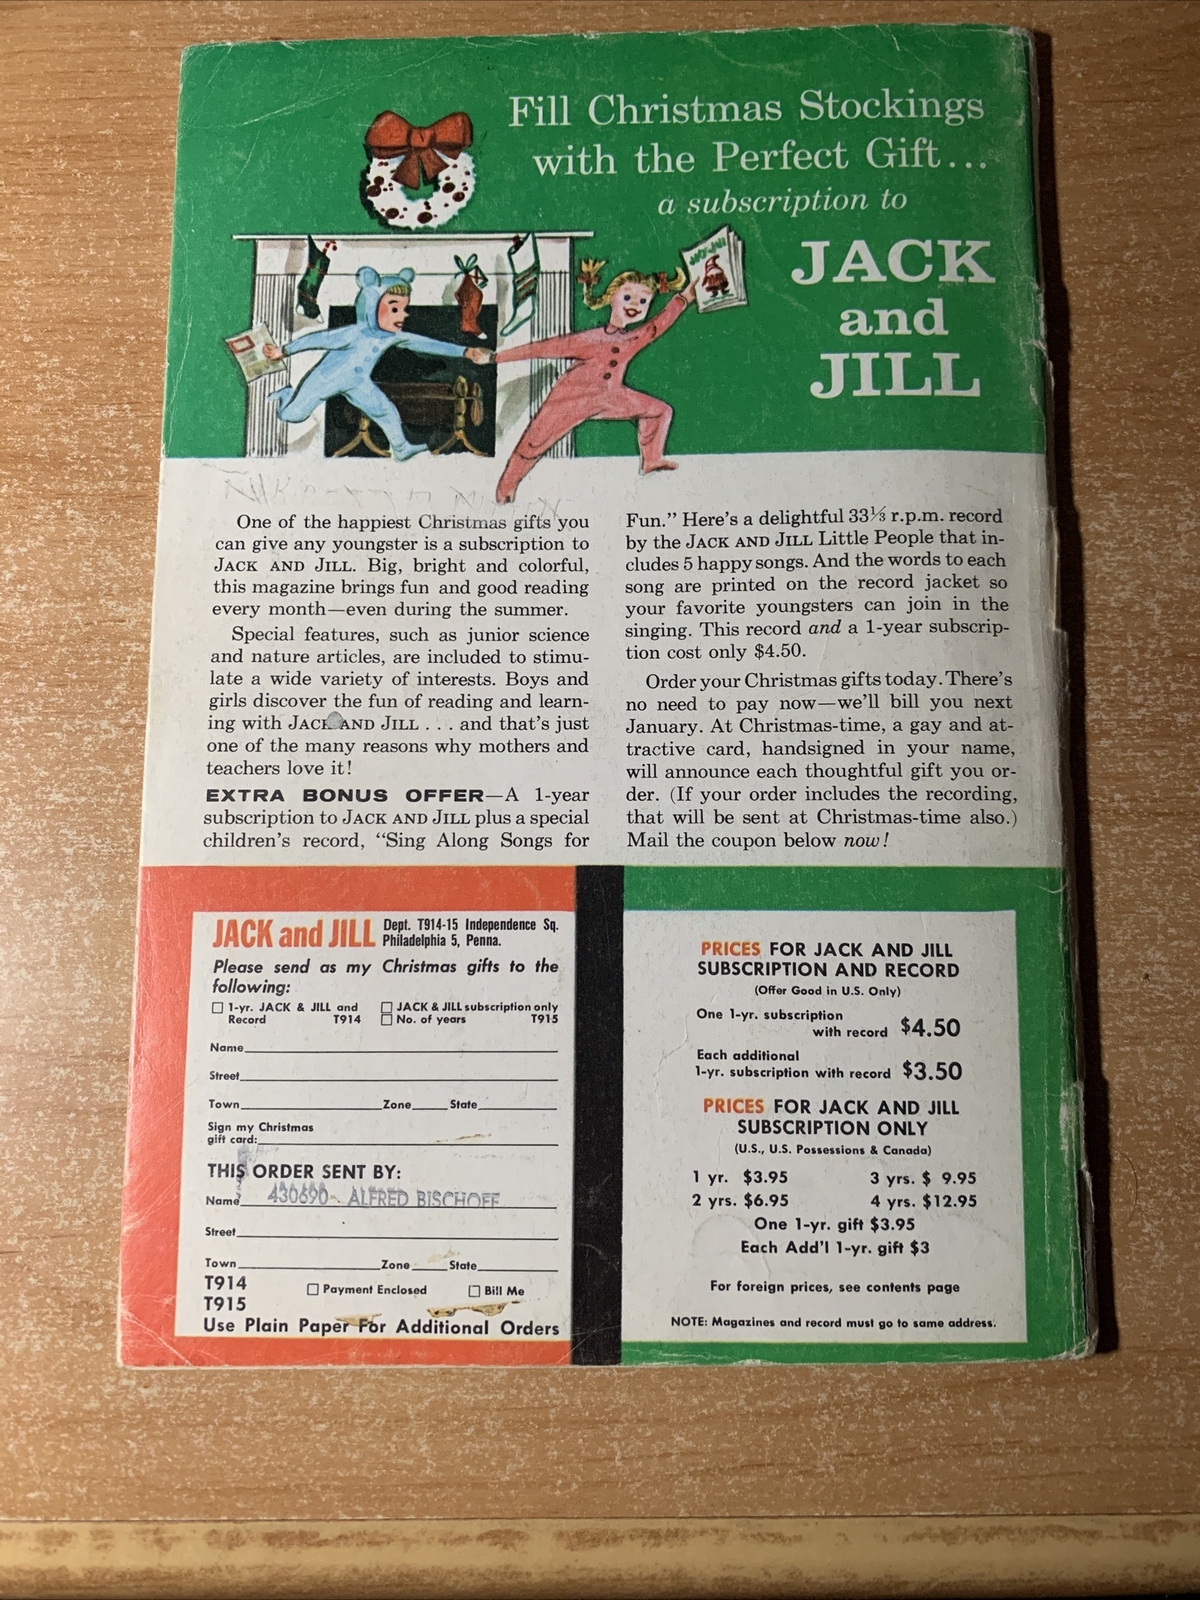 Fill Christmas Stockings
with the Perfect Gift...
a subscription to
JACK
and
JILL
One of the happiest Christmas gifts you
can give any youngster is a subscription to
JACK AND JILL. Big, bright and colorful,
this magazine brings fun and good reading
every month—even during the summer.
Special features, such as junior science
and nature articles, are included to stimu-
late a wide variety of interests. Boys and
girls discover the fun of reading and learn-
ing with JACK AND JILL . . . and that's just
one of the many reasons why mothers and
teachers love it!
EXTRA BONUS OFFER—A 1-year
subscription to JACK AND JILL plus a special
children's record, "Sing Along Songs for
Fun." Here's a delightful 33⅓ r.p.m. record
by the JACK AND JILL Little People that in-
cludes 5 happy songs. And the words to each
song are printed on the record jacket so
your favorite youngsters can join in the
singing. This record and a 1-year subscrip-
tion cost only $4.50.
Order your Christmas gifts today. There's
no need to pay now—we'll bill you next
January. At Christmas-time, a gay and at-
tractive card, handsigned in your name,
will announce each thoughtful gift you or-
der. (If your order includes the recording,
that will be sent at Christmas-time also.)
Mail the coupon below now!
JACK and JILL Dept. T914-15 Independence Sq.
Philadelphia 5, Penna.
Please send as my Christmas gifts to the
following:
1-yr. JACK & JILL and
Record T914
JACK & JILL subscription only
No. of years T915
Name
Street
Town Zone State
Sign my Christmas
gift card:
THIS ORDER SENT BY:
Name 430690- ALFRED BISCHOFF
Street
Town Zone State
T914
T915
Payment Enclosed Bill Me
Use Plain Paper For Additional Orders
PRICES FOR JACK AND JILL
SUBSCRIPTION AND RECORD
(Offer Good in U.S. Only)
One 1-yr. subscription
with record $4.50
Each additional
1-yr. subscription with record $3.50
PRICES FOR JACK AND JILL
SUBSCRIPTION ONLY
(U.S., U.S. Possessions & Canada)
1 yr. $3.95 3 yrs. $ 9.95
2 yrs. $6.95 4 yrs. $12.95
One 1-yr. gift $3.95
Each Add'l 1-yr. gift $3
For foreign prices, see contents page
NOTE: Magazines and record must go to same address.